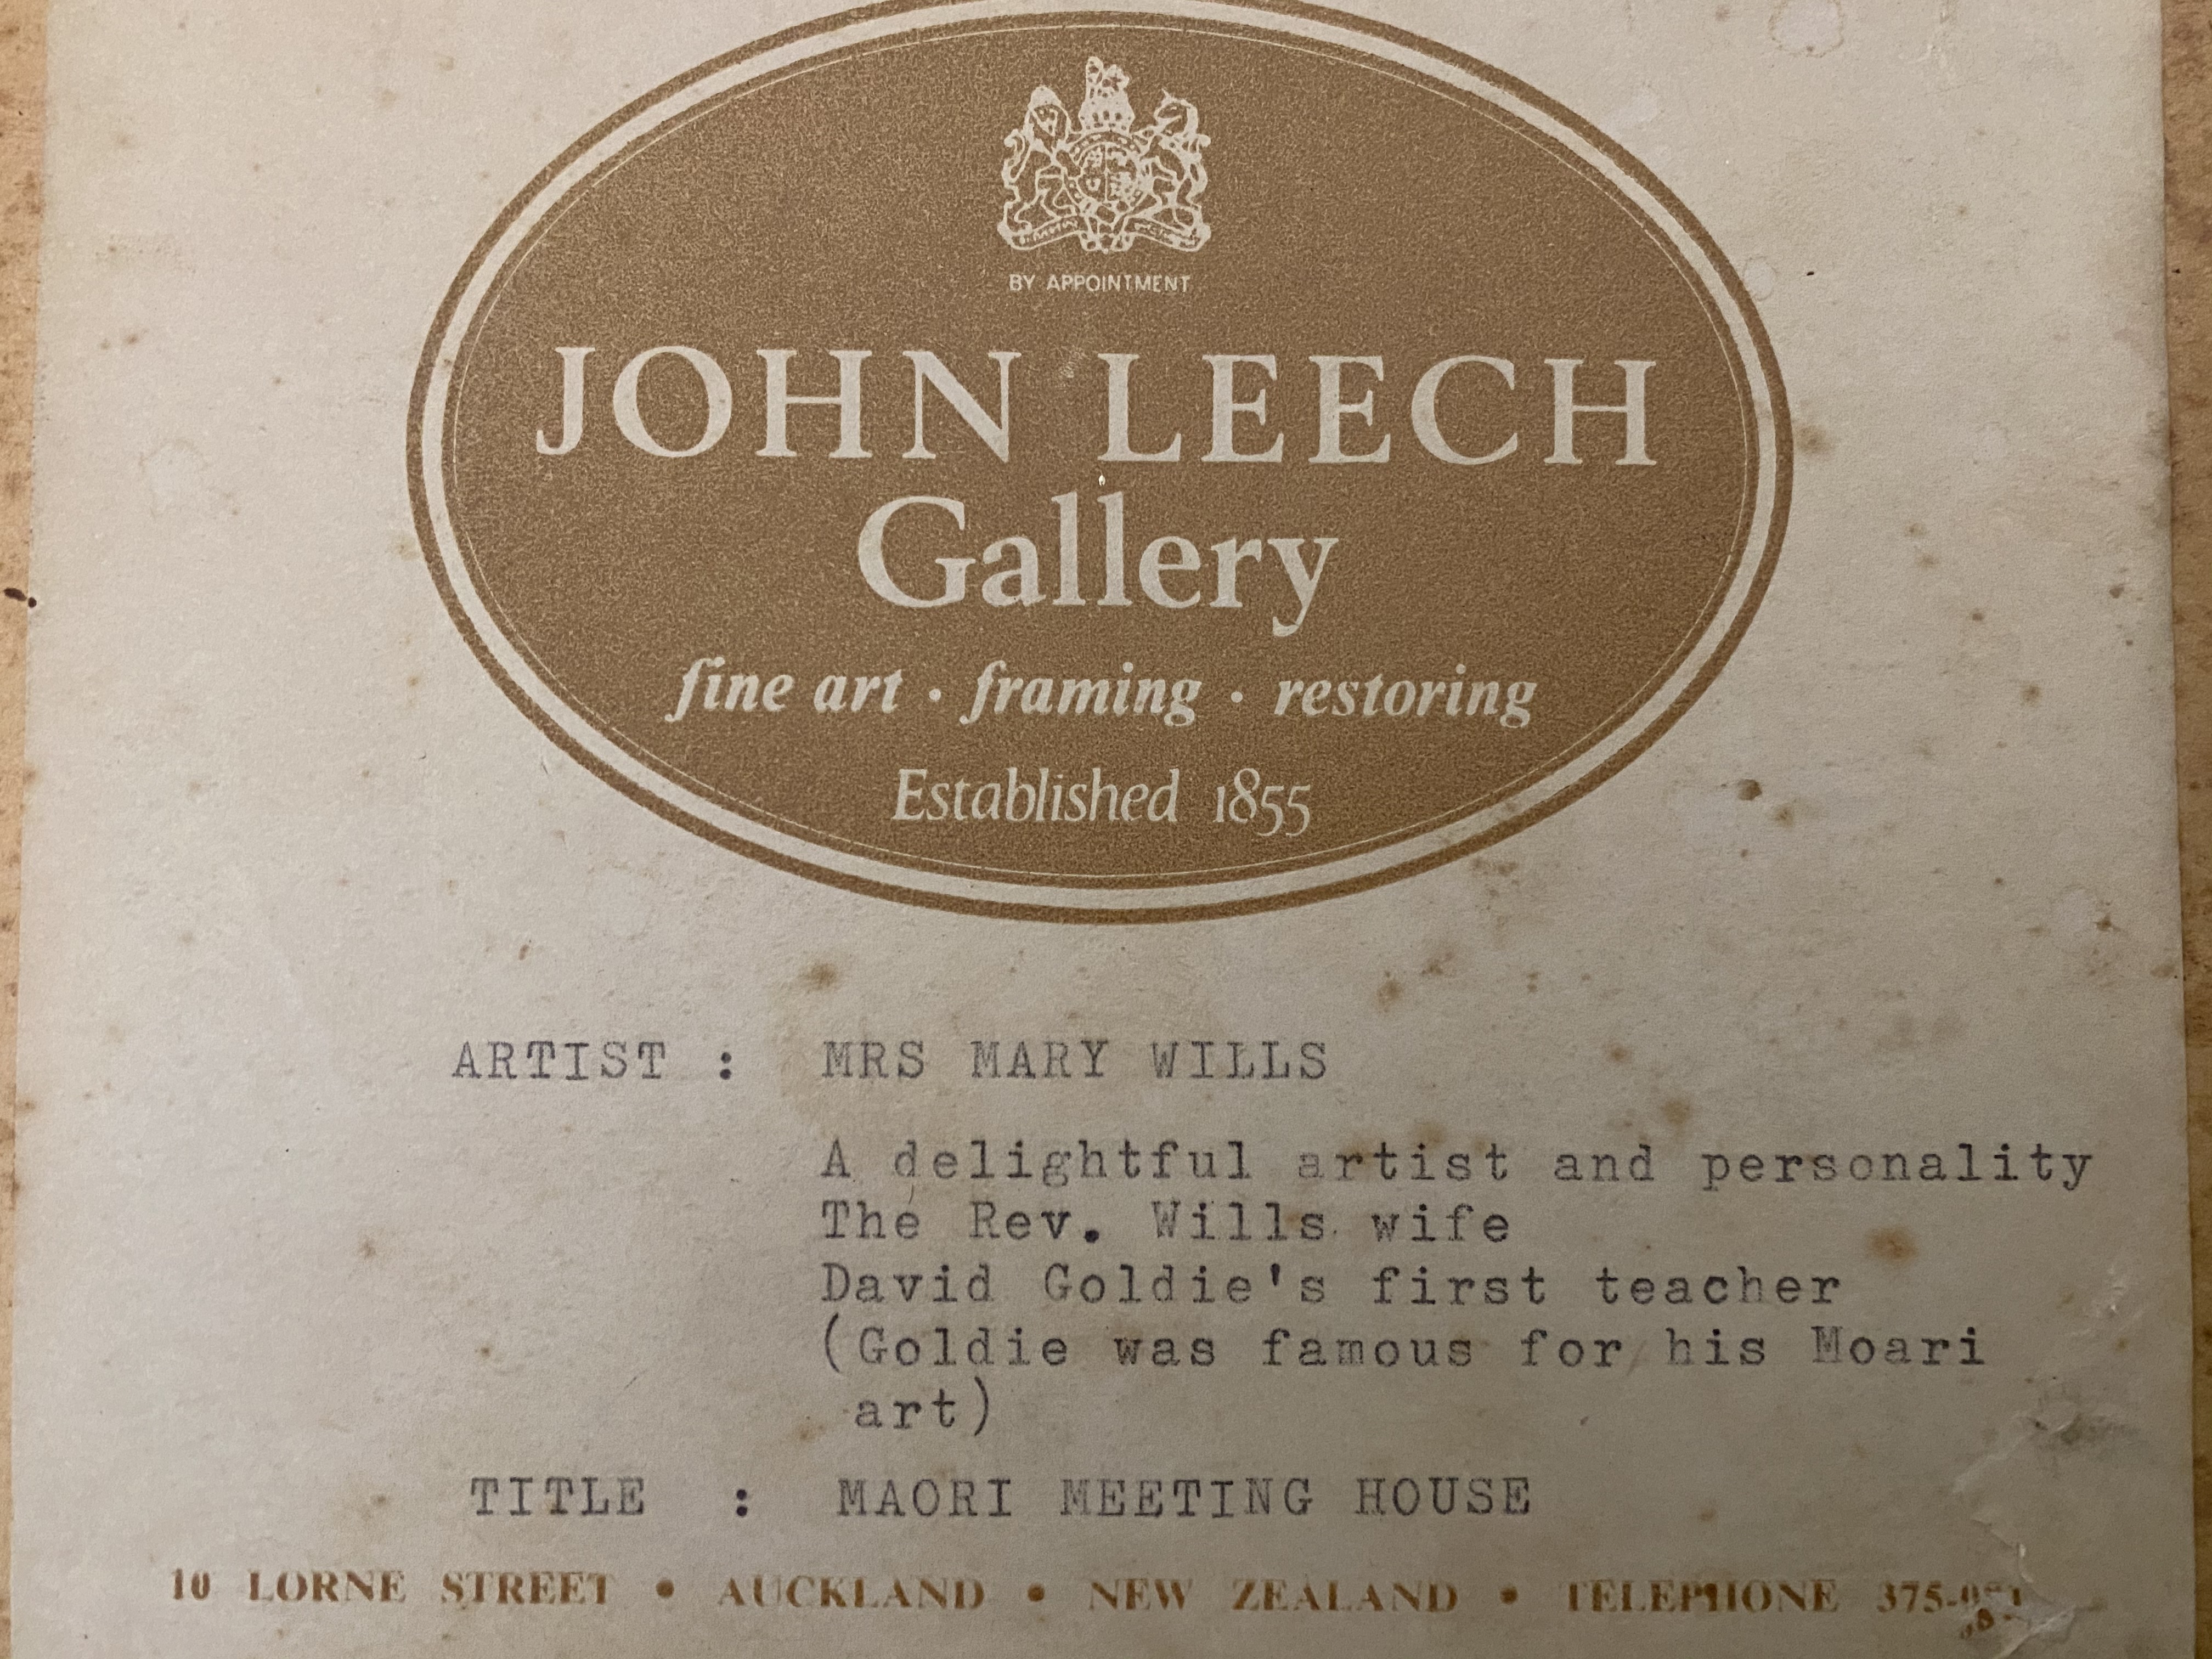 BY APPOINTMENT
JOHN LEECH
Gallery
fine art · framing · restoring
Established 1855
ARTIST : MRS MARY WILLS
A delightful artist and personality
The Rev. Wills wife
David Goldie's first teacher
(Goldie was famous for his Moari
art)
TITLE : MAORI MEETING HOUSE
10 LORNE STREET • AUCKLAND • NEW ZEALAND • TELEPHONE